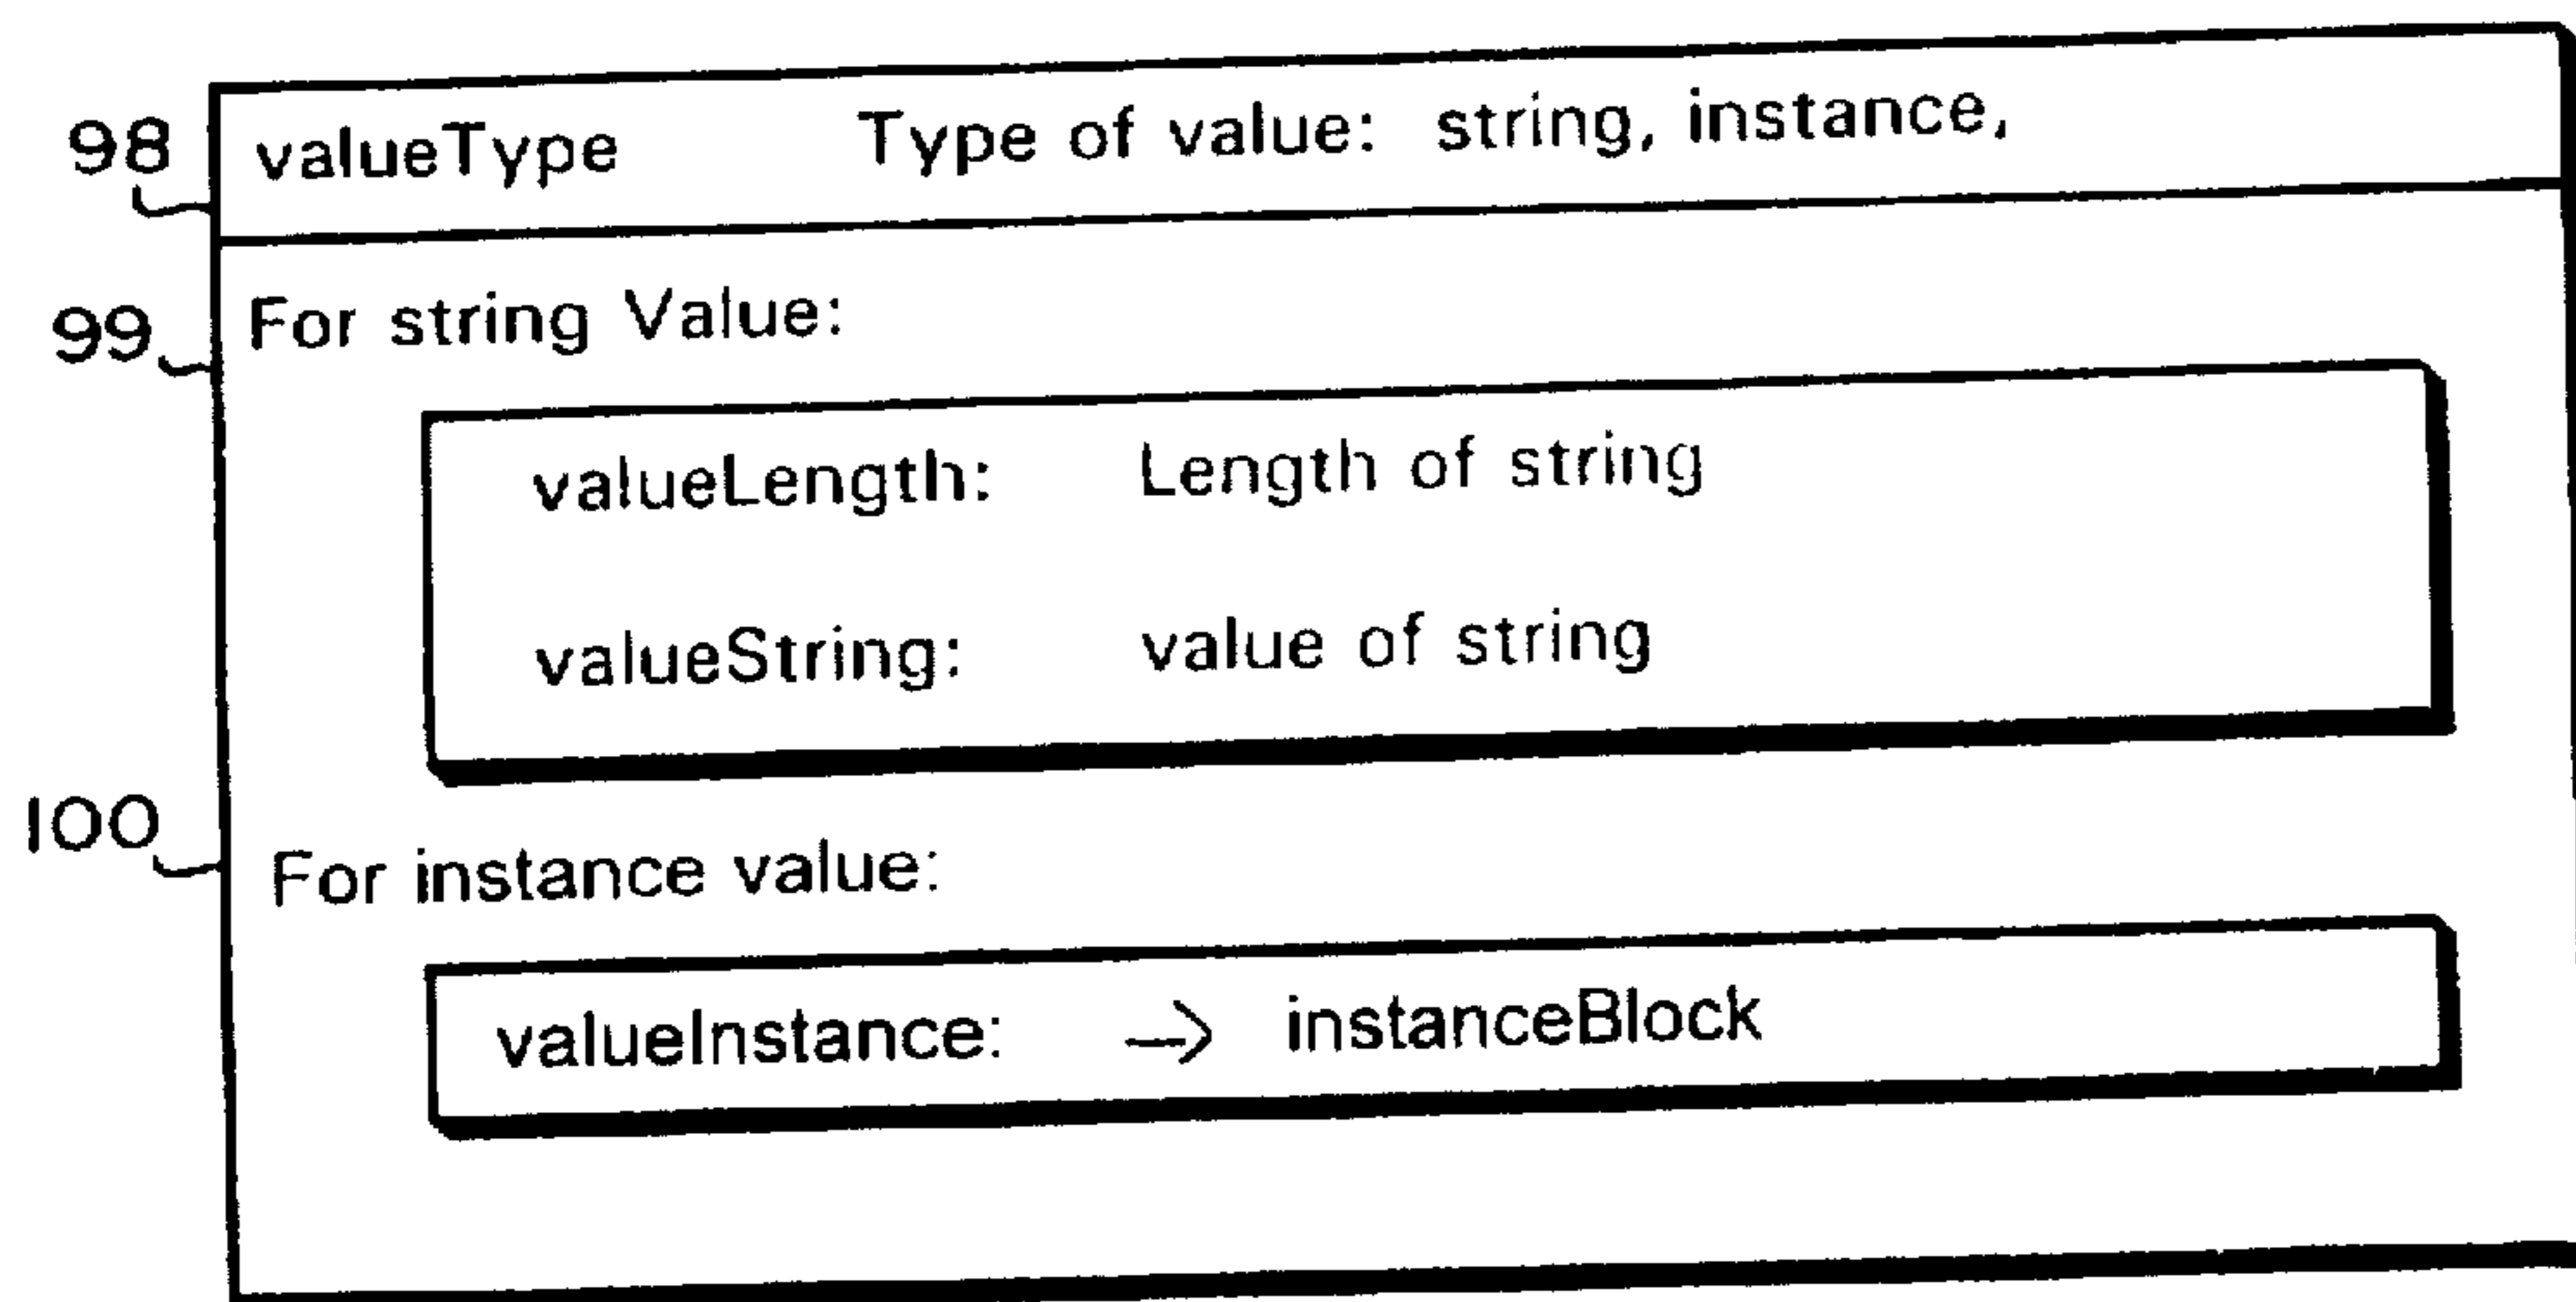 98 valueType Type of value: string, instance,
99 For string Value:
valueLength: Length of string
valueString: value of string
100 For instance value:
valueInstance: –> instanceBlock